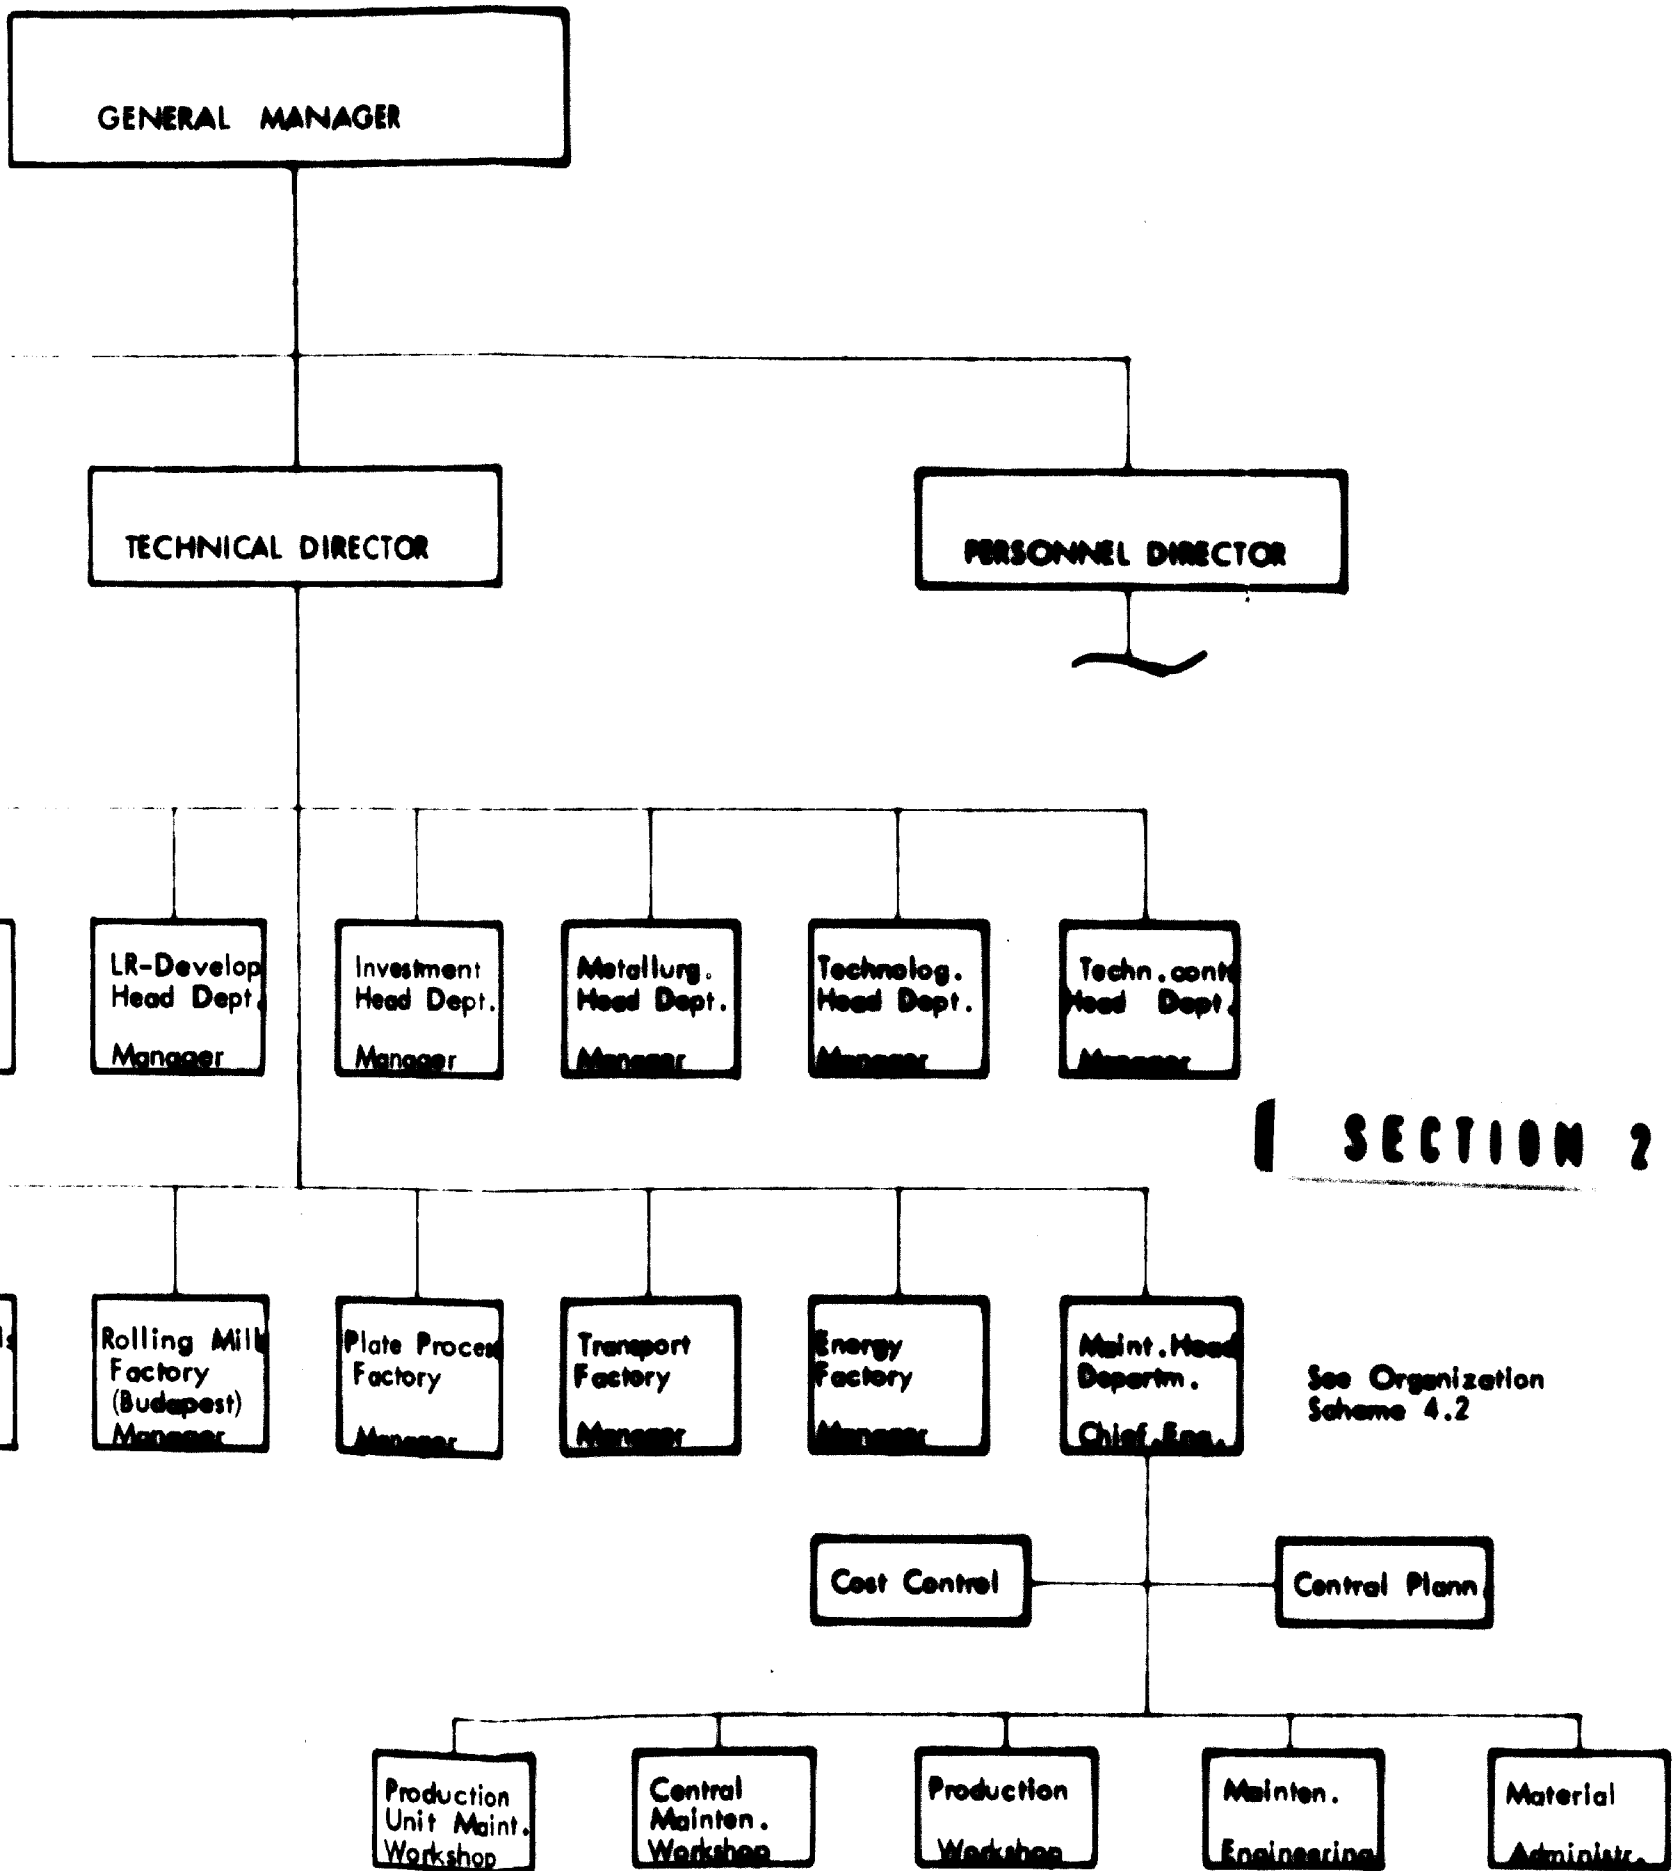 GENERAL MANAGER
TECHNICAL DIRECTOR
PERSONNEL DIRECTOR
LR-Develop
Head Dept.
Manager
Investment
Head Dept.
Manager
Metallurg.
Head Dept.
Manager
Technolog.
Head Dept.
Manager
Techn.contr
Head Dept.
Manager
SECTION 2
ls
Rolling Mill
Factory
(Budapest)
Manager
Plate Process
Factory
Manager
Transport
Factory
Manager
Energy
Factory
Manager
Maint.Head
Departm.
Chief.Eng.
See Organization
Scheme 4.2
Cost Control
Central Plann.
Production
Unit Maint.
Workshop
Central
Mainten.
Workshop
Production
Workshop
Mainten.
Engineering
Material
Administr.